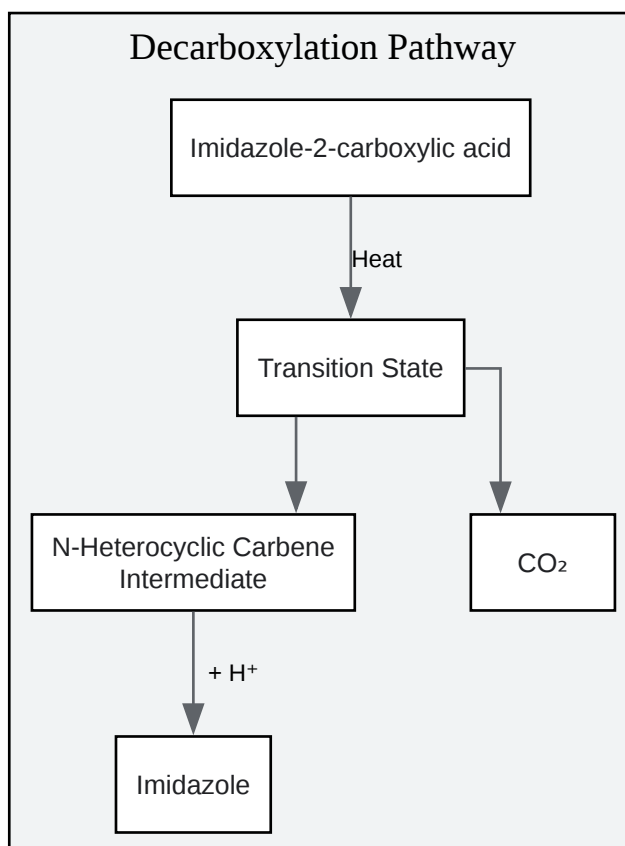 Decarboxylation Pathway
Imidazole-2-carboxylic acid
Heat
Transition State
N-Heterocyclic Carbene
Intermediate
CO₂
+ H⁺
Imidazole